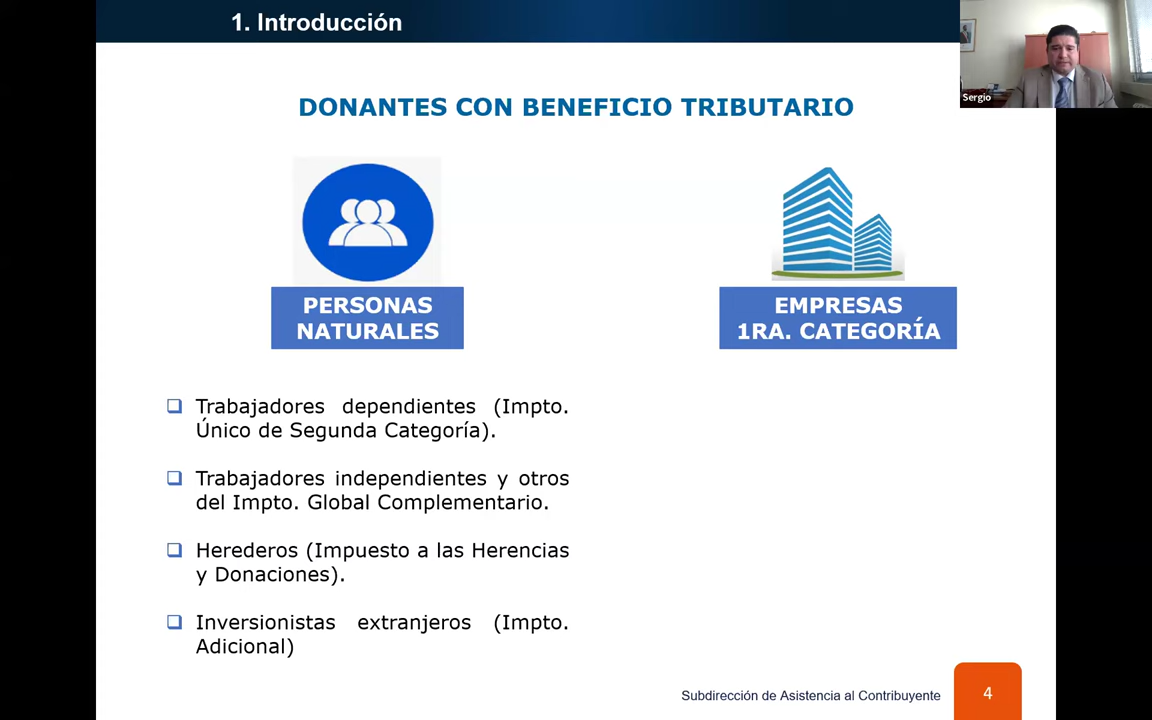 1. Introducción
Sergio
DONANTES CON BENEFICIO TRIBUTARIO
PERSONAS
NATURALES
EMPRESAS
1RA. CATEGORÍA
❑ Trabajadores dependientes (Impto.
Único de Segunda Categoría).
❑ Trabajadores independientes y otros
del Impto. Global Complementario.
❑ Herederos (Impuesto a las Herencias
y Donaciones).
❑ Inversionistas extranjeros (Impto.
Adicional)
Subdirección de Asistencia al Contribuyente
4